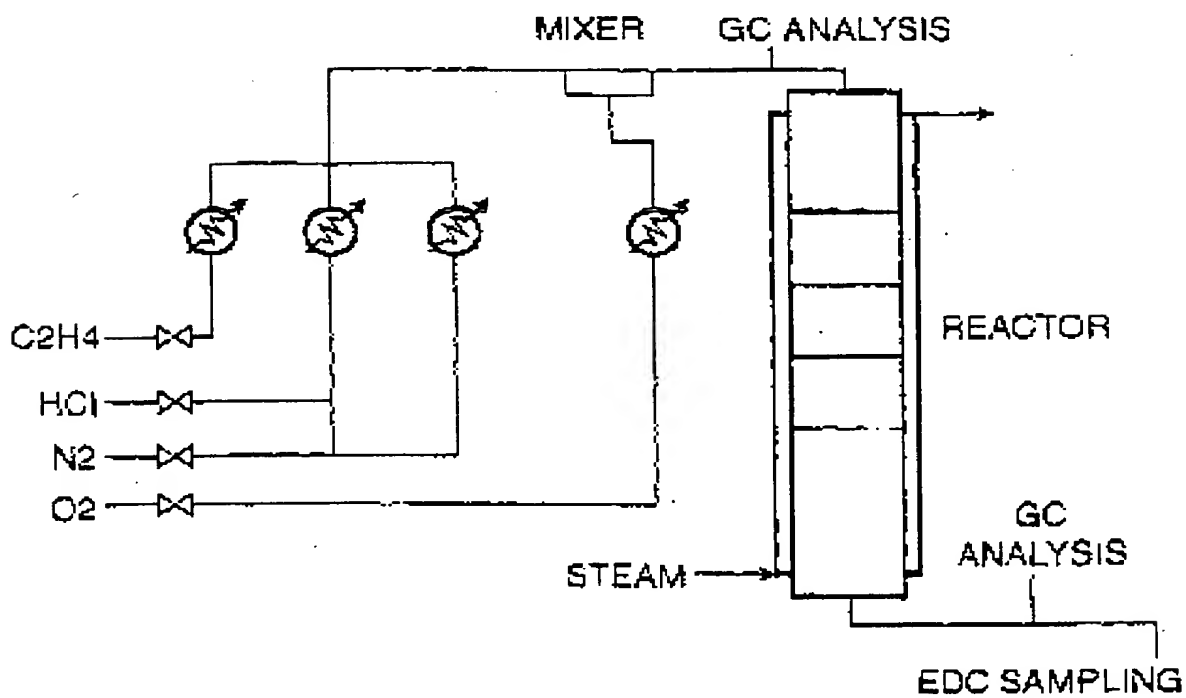 MIXER
GC ANALYSIS
C2H4
HCl
N2
O2
REACTOR
STEAM
GC
ANALYSIS
EDC SAMPLING